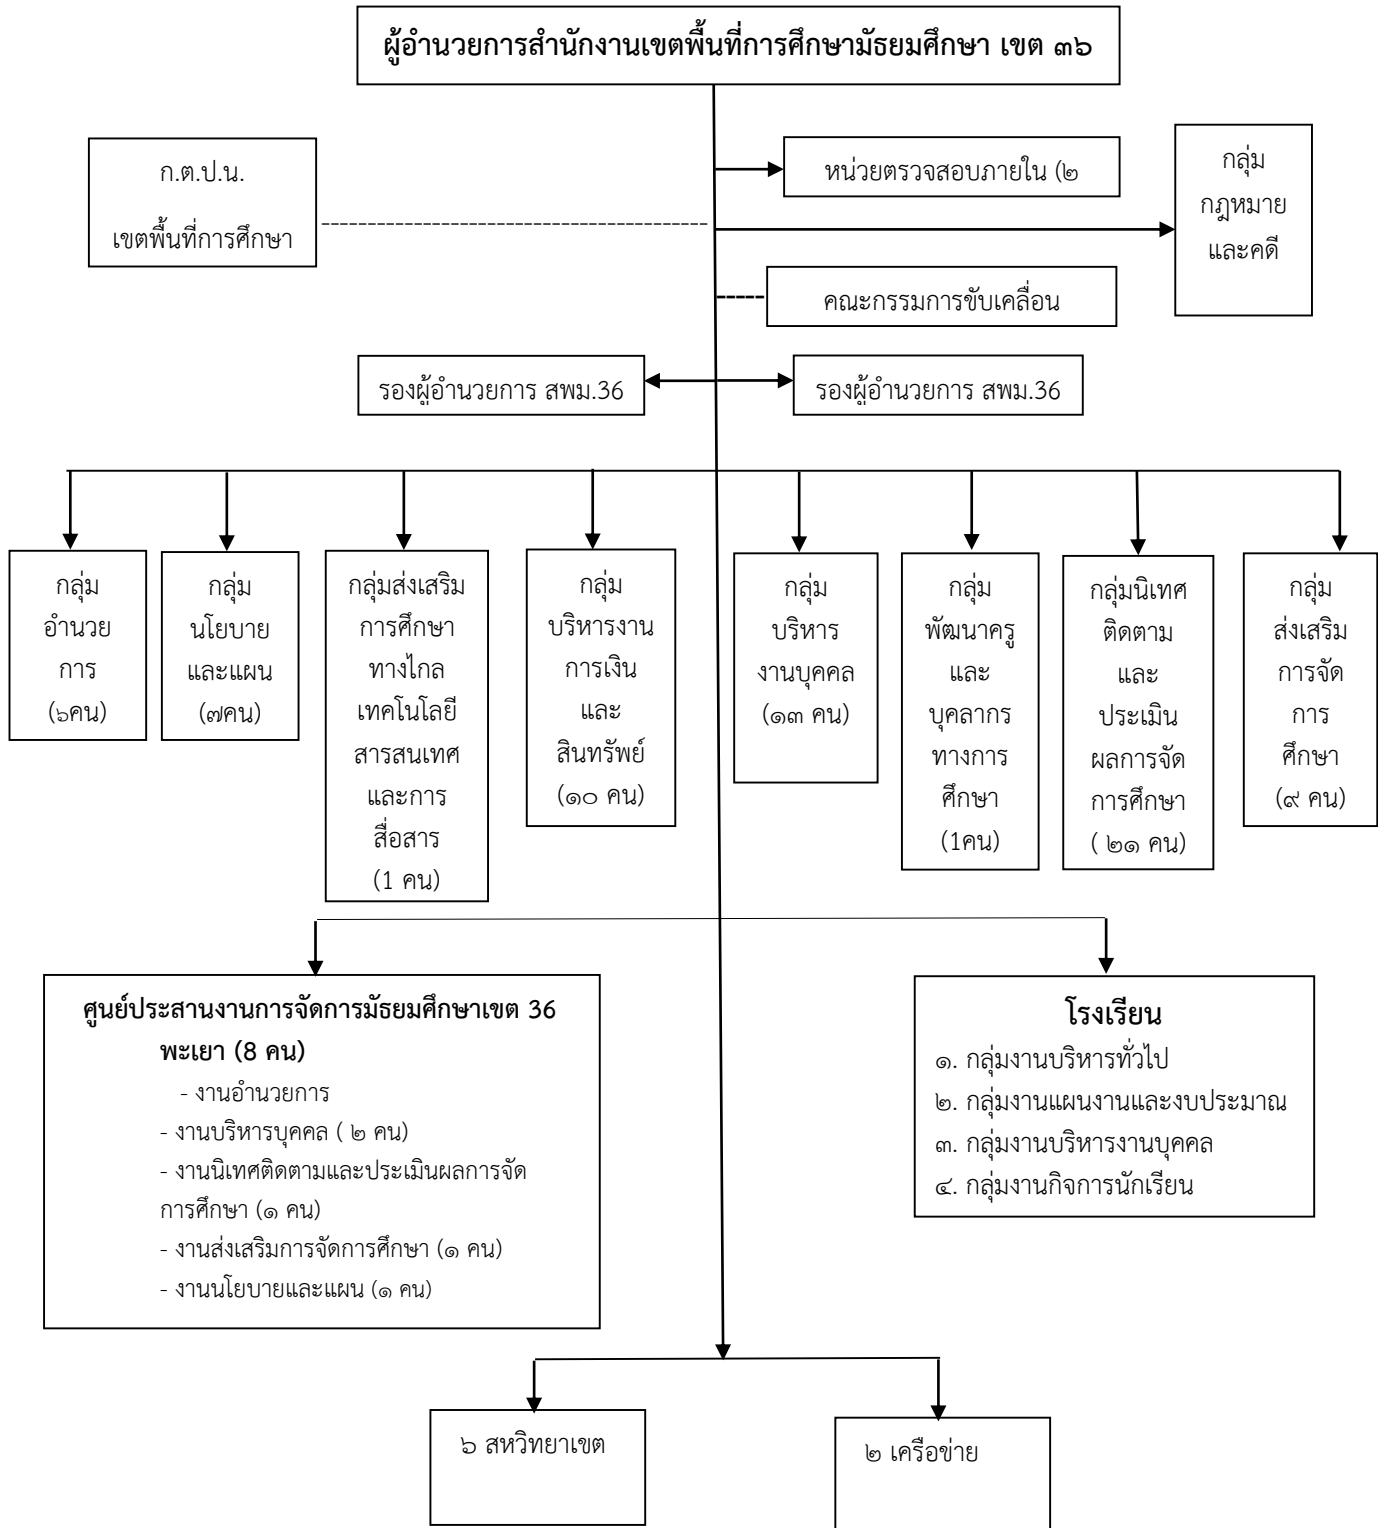 ผู้อำนวยการสำนักงานเขตพื้นที่การศึกษามัธยมศึกษา เขต ๓๖
ก.ต.ป.น.
เขตพื้นที่การศึกษา
หน่วยตรวจสอบภายใน (๒
กลุ่ม
กฎหมาย
และคดี
คณะกรรมการขับเคลื่อน
รองผู้อำนวยการ สพม.36
รองผู้อำนวยการ สพม.36
กลุ่ม
อำนวย
การ
(๖คน)
กลุ่ม
นโยบาย
และแผน
(๗คน)
กลุ่มส่งเสริม
การศึกษา
ทางไกล
เทคโนโลยี
สารสนเทศ
และการ
สื่อสาร
(1 คน)
กลุ่ม
บริหารงาน
การเงิน
และ
สินทรัพย์
(๑๐ คน)
กลุ่ม
บริหาร
งานบุคคล
(๑๓ คน)
กลุ่ม
พัฒนาครู
และ
บุคลากร
ทางการ
ศึกษา
(1คน)
กลุ่มนิเทศ
ติดตาม
และ
ประเมิน
ผลการจัด
การศึกษา
( ๒๑ คน)
กลุ่ม
ส่งเสริม
การจัด
การ
ศึกษา
(๙ คน)
ศูนย์ประสานงานการจัดการมัธยมศึกษาเขต 36
พะเยา (8 คน)
- งานอำนวยการ
- งานบริหารบุคคล ( ๒ คน)
- งานนิเทศติดตามและประเมินผลการจัด
การศึกษา (๑ คน)
- งานส่งเสริมการจัดการศึกษา (๑ คน)
- งานนโยบายและแผน (๑ คน)
โรงเรียน
๑. กลุ่มงานบริหารทั่วไป
๒. กลุ่มงานแผนงานและงบประมาณ
๓. กลุ่มงานบริหารงานบุคคล
๔. กลุ่มงานกิจการนักเรียน
๖ สหวิทยาเขต
๒ เครือข่าย